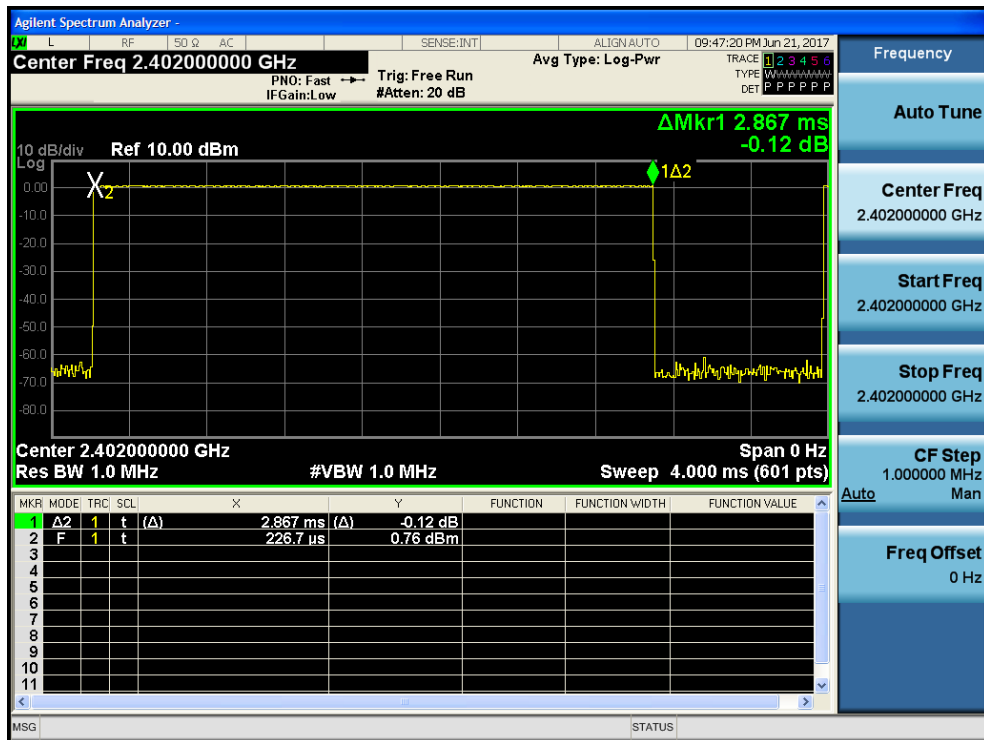 Agilent Spectrum Analyzer -
LXI L RF 50 Ω AC SENSE:INT ALIGN AUTO 09:47:20 PM Jun 21, 2017
Center Freq 2.402000000 GHz
PNO: Fast
IFGain:Low
Trig: Free Run
#Atten: 20 dB
Avg Type: Log-Pwr
TRACE 1 2 3 4 5 6
TYPE W
DET P P P P P P
ΔMkr1 2.867 ms
-0.12 dB
10 dB/div Ref 10.00 dBm
Log
1Δ2
X2
0.00
-10.0
-20.0
-30.0
-40.0
-50.0
-60.0
-70.0
-80.0
Center 2.402000000 GHz Span 0 Hz
Res BW 1.0 MHz #VBW 1.0 MHz Sweep 4.000 ms (601 pts)
MKR MODE TRC SCL X Y FUNCTION FUNCTION WIDTH FUNCTION VALUE
1 Δ2 1 t (Δ) 2.867 ms (Δ) -0.12 dB
2 F 1 t 226.7 µs 0.76 dBm
3
4
5
6
7
8
9
10
11
MSG STATUS
Frequency
Auto Tune
Center Freq
2.402000000 GHz
Start Freq
2.402000000 GHz
Stop Freq
2.402000000 GHz
CF Step
1.000000 MHz
Auto Man
Freq Offset
0 Hz